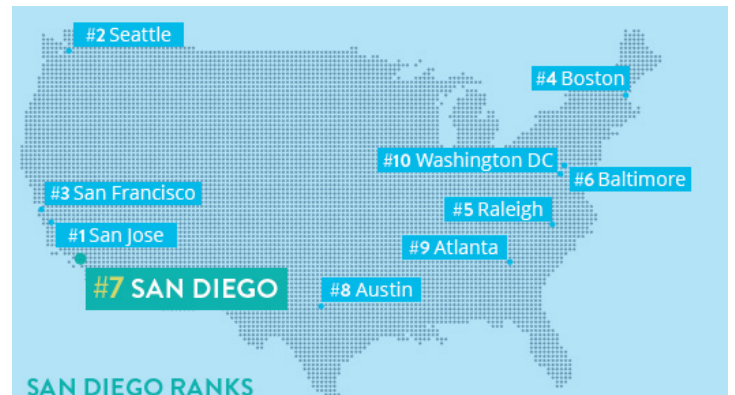 #2 Seattle
#4 Boston
#10 Washington DC
#6 Baltimore
#3 San Francisco
#5 Raleigh
#1 San Jose
#9 Atlanta
#7 SAN DIEGO
#8 Austin
SAN DIEGO RANKS